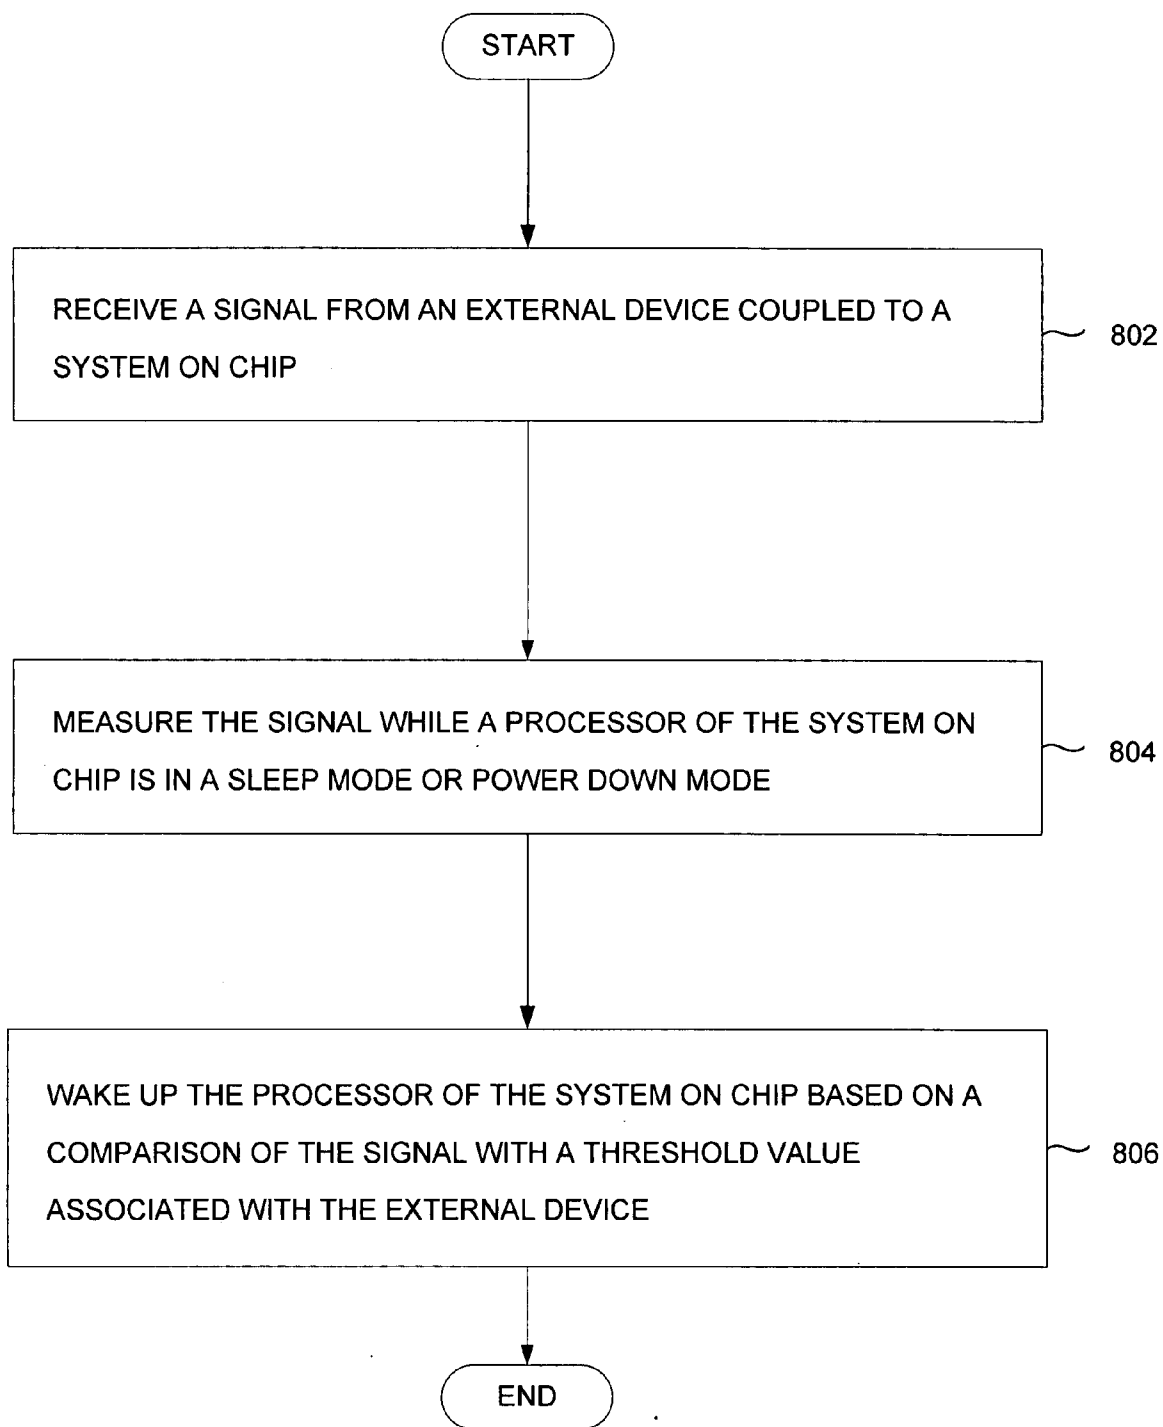 START
RECEIVE A SIGNAL FROM AN EXTERNAL DEVICE COUPLED TO A
SYSTEM ON CHIP
802
MEASURE THE SIGNAL WHILE A PROCESSOR OF THE SYSTEM ON
CHIP IS IN A SLEEP MODE OR POWER DOWN MODE
804
WAKE UP THE PROCESSOR OF THE SYSTEM ON CHIP BASED ON A
COMPARISON OF THE SIGNAL WITH A THRESHOLD VALUE
ASSOCIATED WITH THE EXTERNAL DEVICE
806
END